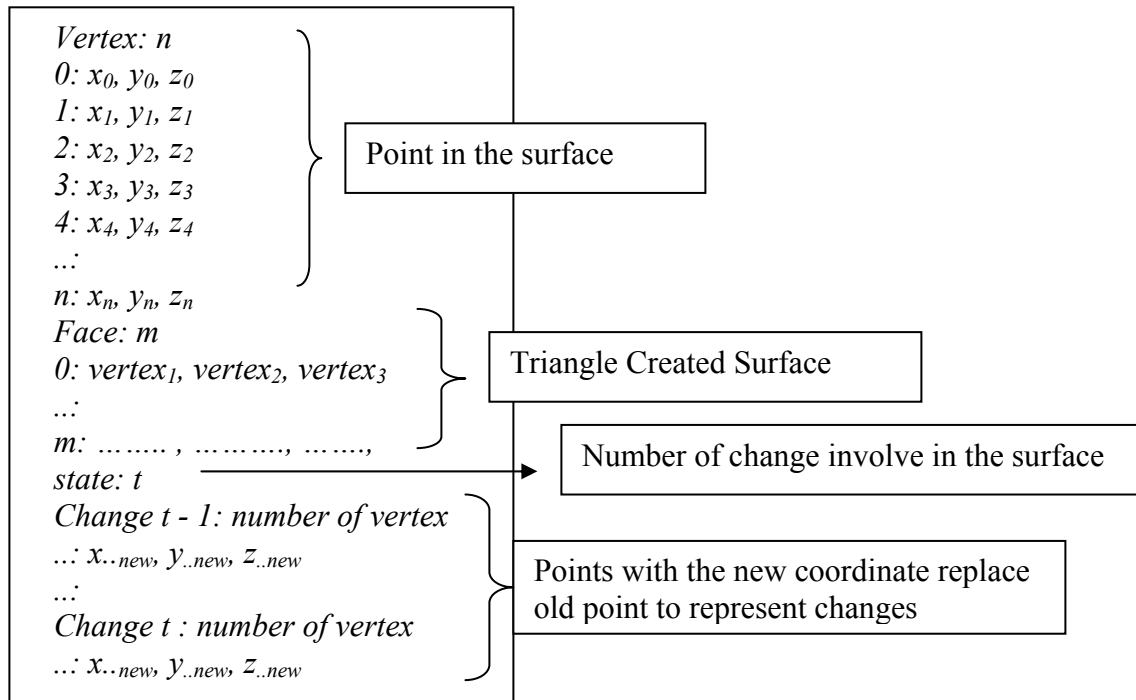 Vertex: n
0: x0, y0, z0
1: x1, y1, z1
2: x2, y2, z2
3: x3, y3, z3
4: x4, y4, z4
..:
n: xn, yn, zn
Point in the surface
Face: m
0: vertex1, vertex2, vertex3
..:
m: …….. , ………., …….,
Triangle Created Surface
state: t
Number of change involve in the surface
Change t - 1: number of vertex
..: x..new, y..new, z..new
..:
Change t : number of vertex
..: x..new, y..new, z..new
Points with the new coordinate replace
old point to represent changes